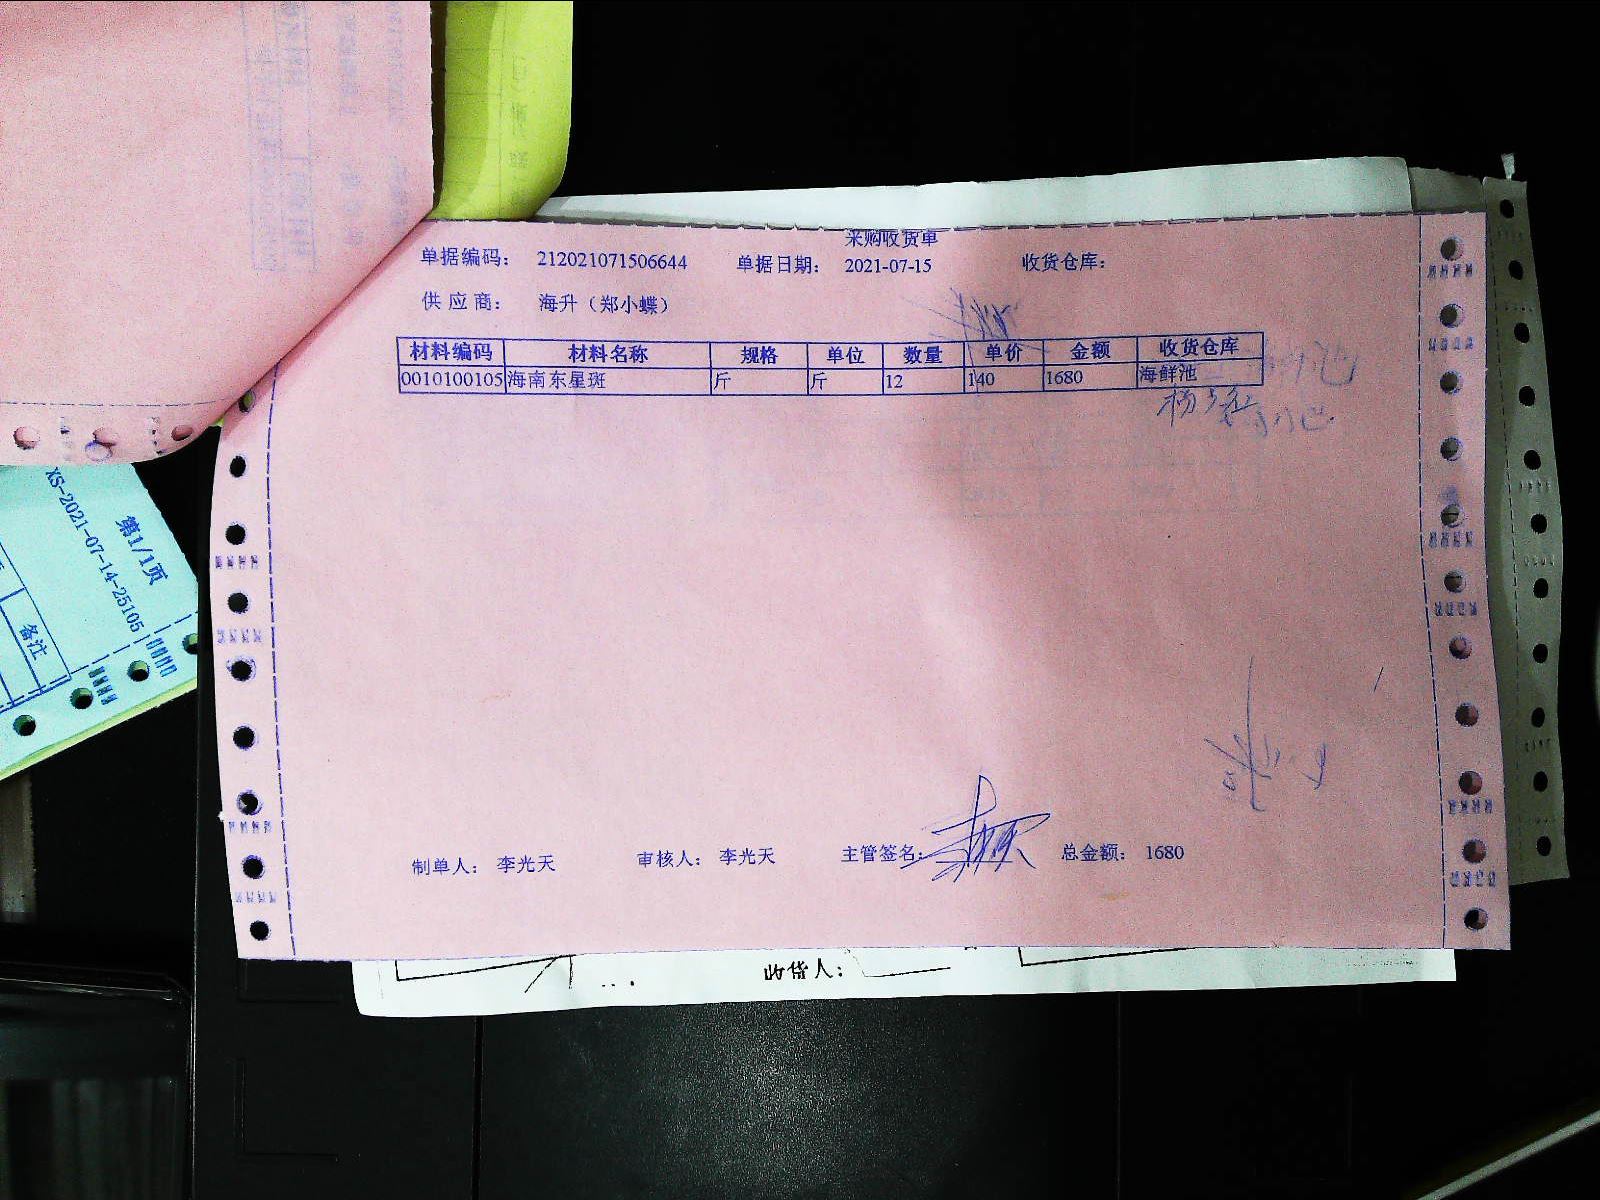 采购收货单
单据编码： 212021071506644 单据日期： 2021-07-15 收货仓库：
供应商： 海升（郑小蝶）
材料编码 材料名称 规格 单位 数量 单价 金额 收货仓库
0010100105 海南东星斑 斤 斤 12 140 1680 海鲜池
制单人： 李光天 审核人： 李光天 主管签名： 总金额： 1680
收货人：
第1/1页
XS-2021-07-14-25105
备注